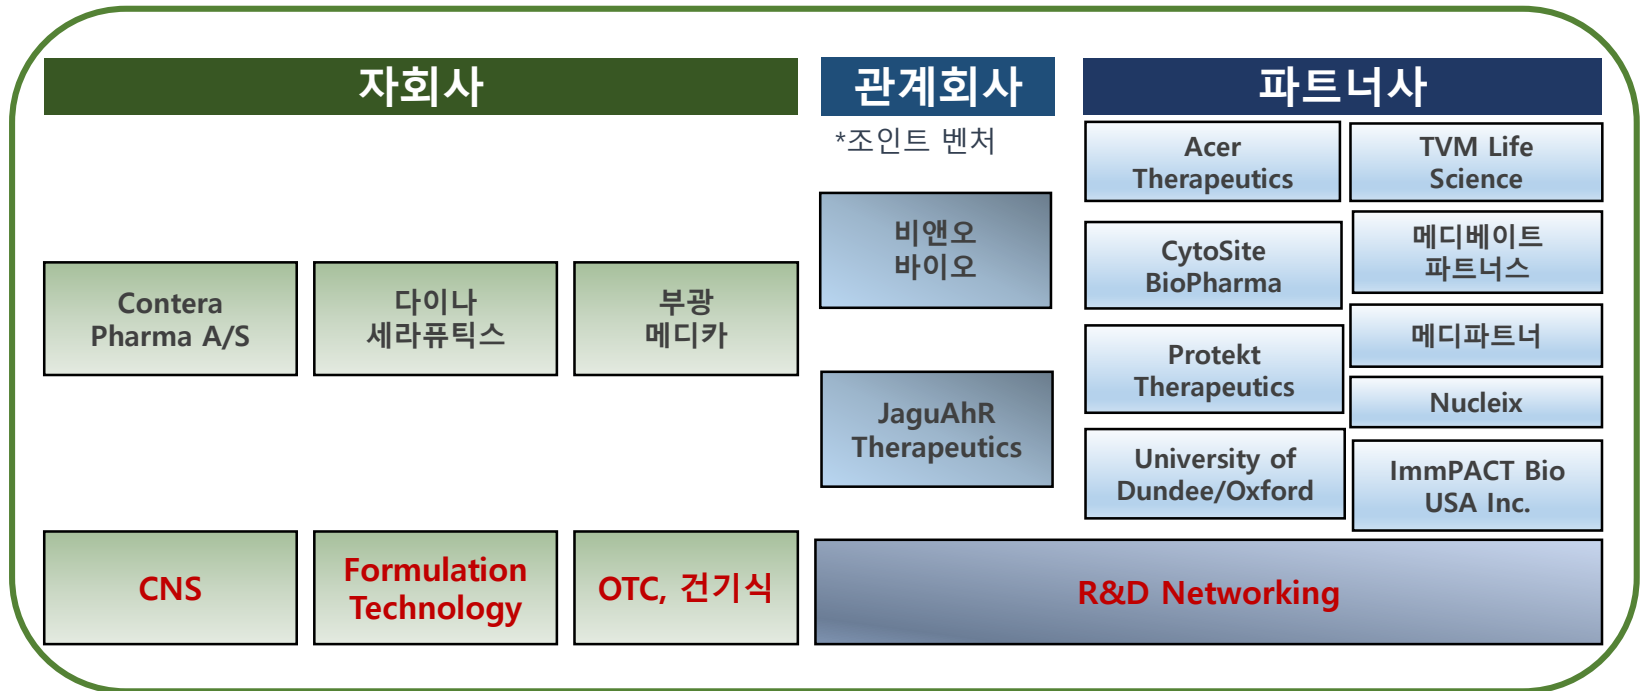 자회사
관계회사
파트너사
*조인트 벤처
Contera
Pharma A/S
다이나
세라퓨틱스
부광
메디카
비앤오
바이오
JaguAhR
Therapeutics
Acer
Therapeutics
TVM Life
Science
CytoSite
BioPharma
메디베이트
파트너스
Protekt
Therapeutics
메디파트너
Nucleix
University of
Dundee/Oxford
ImmPACT Bio
USA Inc.
CNS
Formulation
Technology
OTC, 건기식
R&D Networking